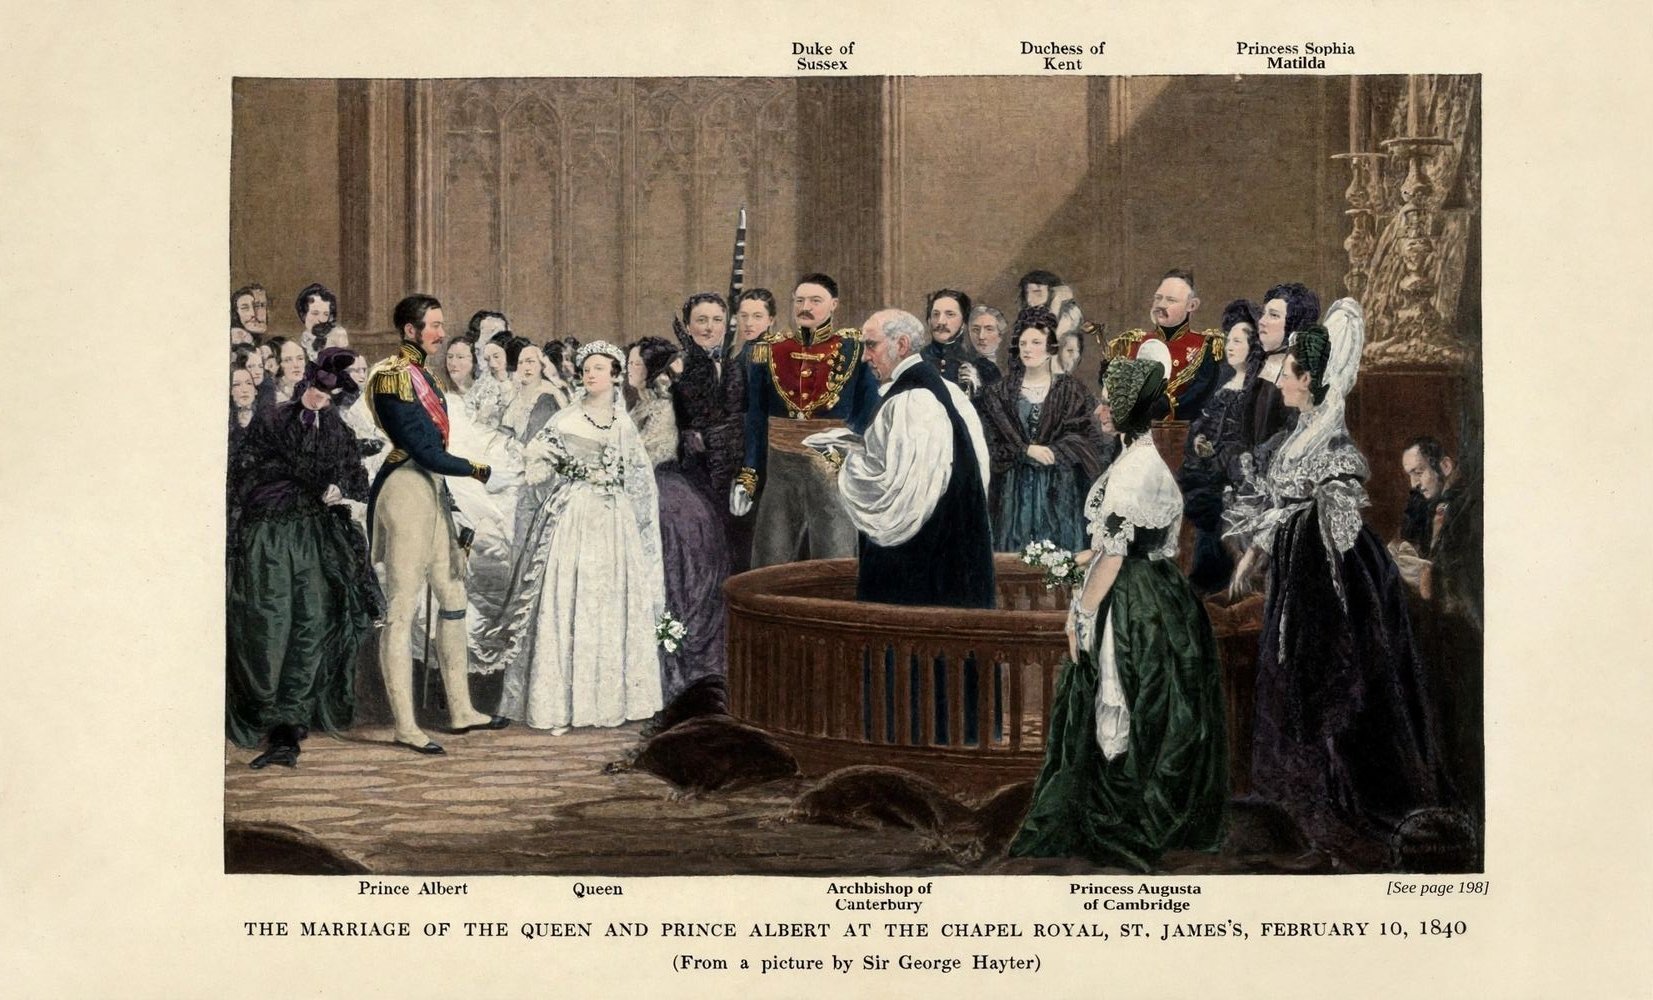 Duke of
Sussex
Duchess of
Kent
Princess Sophia
Matilda
Prince Albert
Queen
Archbishop of
Canterbury
Princess Augusta
of Cambridge
[See page 198]
THE MARRIAGE OF THE QUEEN AND PRINCE ALBERT AT THE CHAPEL ROYAL, ST. JAMES'S, FEBRUARY 10, 1840
(From a picture by Sir George Hayter)